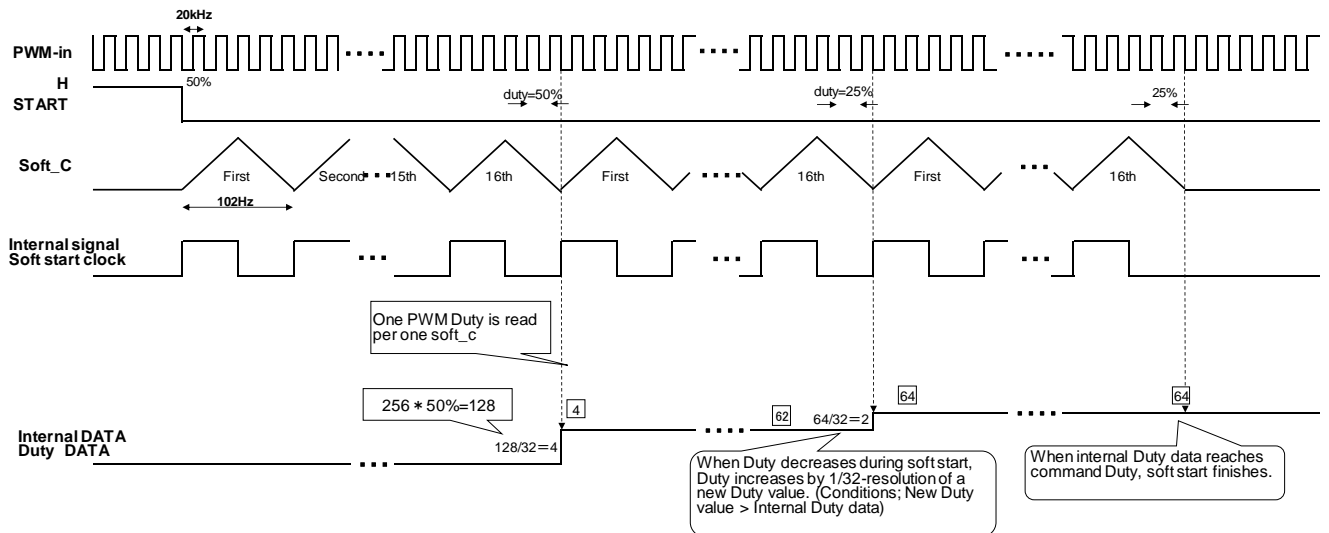 20kHz
PWM-in
H
START
50%
duty=50%
duty=25%
25%
Soft_C
First
Second
15th
16th
First
16th
First
16th
102Hz
Internal signal
Soft start clock
One PWM Duty is read
per one soft_c
256*50%=128
4
128/32=4
62
64/32=2
64
64
Internal DATA
Duty DATA
When Duty decreases during soft start,
Duty increases by 1/32-resolution of a
new Duty value. (Conditions; New Duty
value > Internal Duty data)
When internal Duty data reaches
command Duty, soft start finishes.